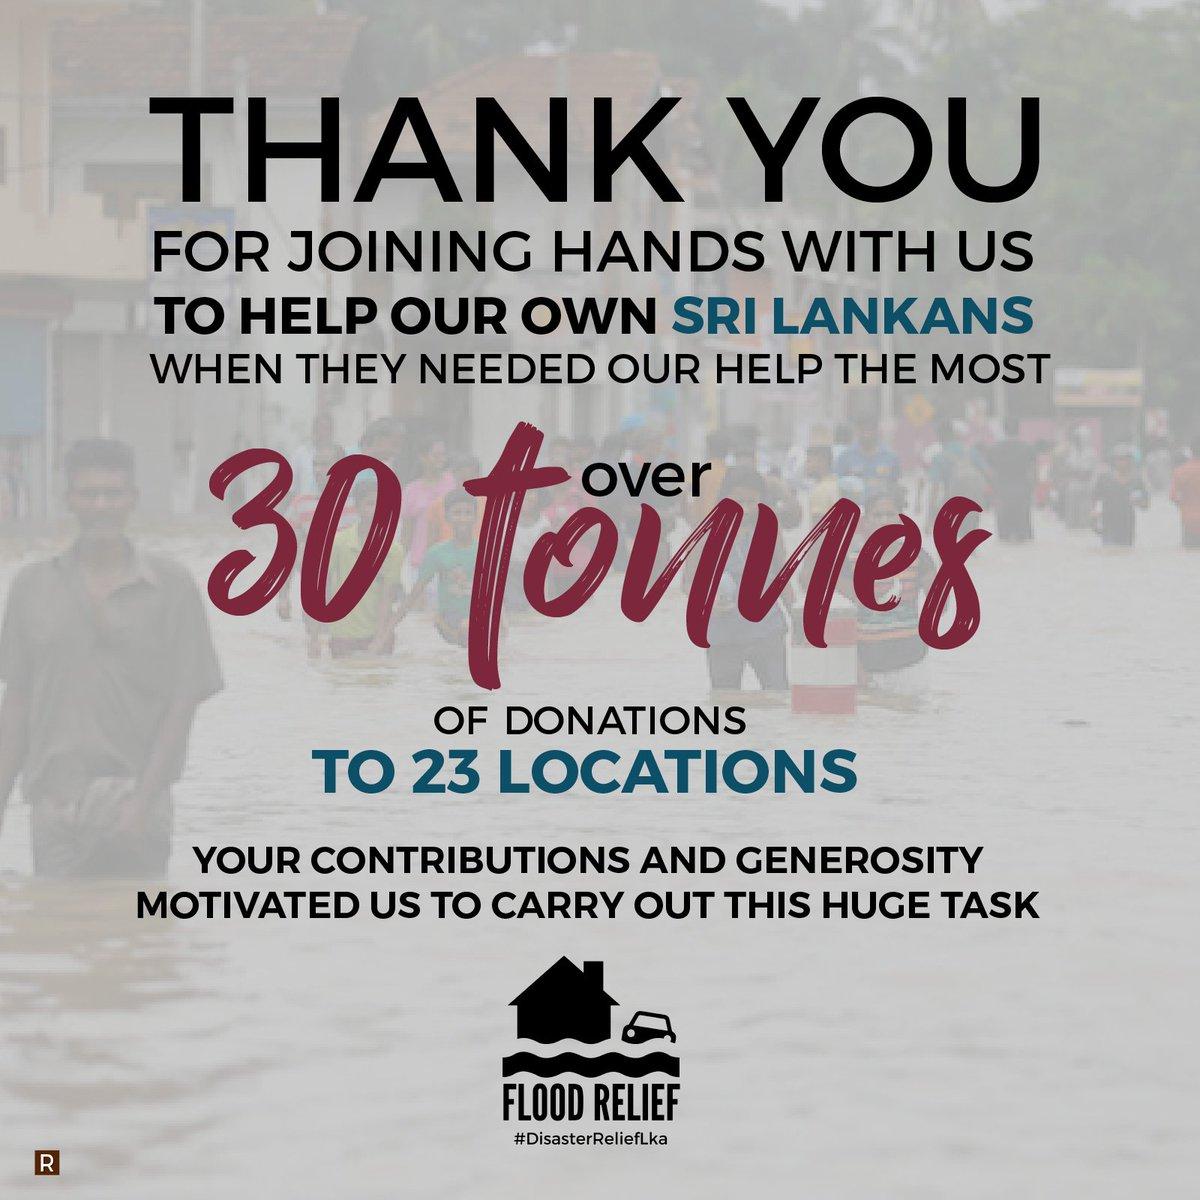 THANK YOU
FOR JOINING HANDS WITH US
TO HELP OUR OWN SRI LANKANS
WHEN THEY NEEDED OUR HELP THE MOST
over
30 tonnes
OF DONATIONS
TO 23 LOCATIONS
YOUR CONTRIBUTIONS AND GENEROSITY
MOTIVATED US TO CARRY OUT THIS HUGE TASK
FLOOD RELIEF
#DisasterReliefLka
R